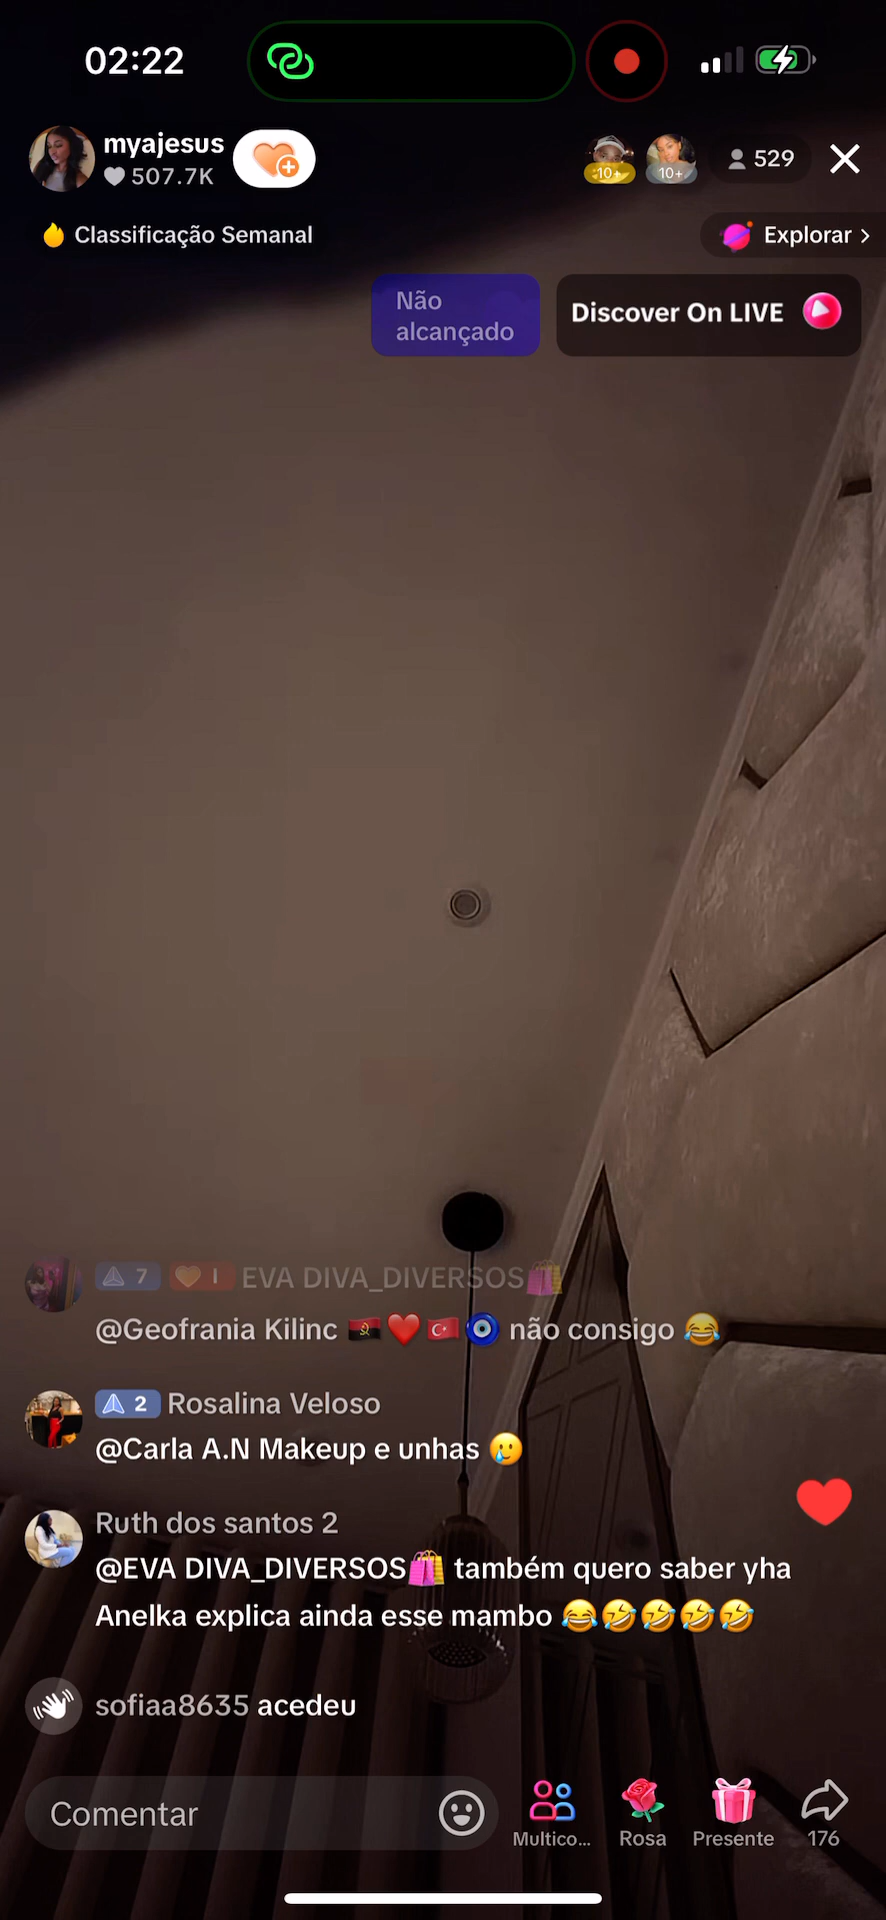 02:22
myajesus
507.7K
10+
10+
529
Classificação Semanal
Explorar
Não
alcançado
Discover On LIVE
7 I EVA DIVA_DIVERSOS🛍️
@Geofrania Kilinc 🇦🇴❤️🇹🇷🧿 não consigo 😂
2 Rosalina Veloso
@Carla A.N Makeup e unhas 🥲
Ruth dos santos 2
@EVA DIVA_DIVERSOS🛍️ também quero saber yha
Anelka explica ainda esse mambo 😂🤣🤣🤣🤣
sofiaa8635 acedeu
Comentar
Multico...
Rosa
Presente
176